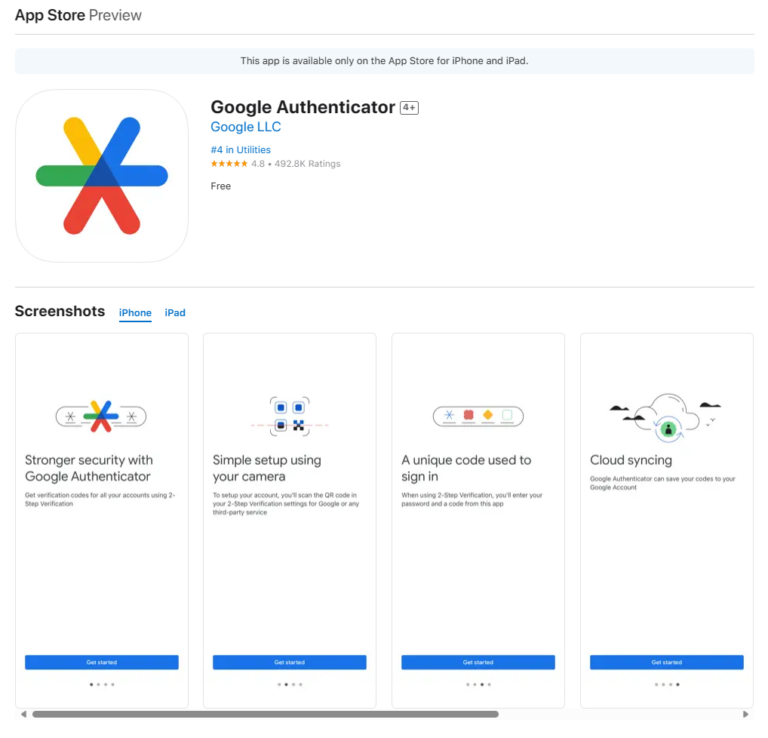 App Store Preview
This app is available only on the App Store for iPhone and iPad.
Google Authenticator 4+
Google LLC
#4 in Utilities
★★★★★ 4.8 • 492.8K Ratings
Free
Screenshots iPhone iPad
Stronger security with
Google Authenticator
Get verification codes for all your accounts using 2-
Step Verification
Get started
Simple setup using
your camera
To setup your account, you'll scan the QR code in
your 2-Step Verification settings for Google or any
third-party service
Get started
A unique code used to
sign in
When using 2-Step Verification, you'll enter your
password and a code from this app
Get started
Cloud syncing
Google Authenticator can save your codes to your
Google Account
Get started